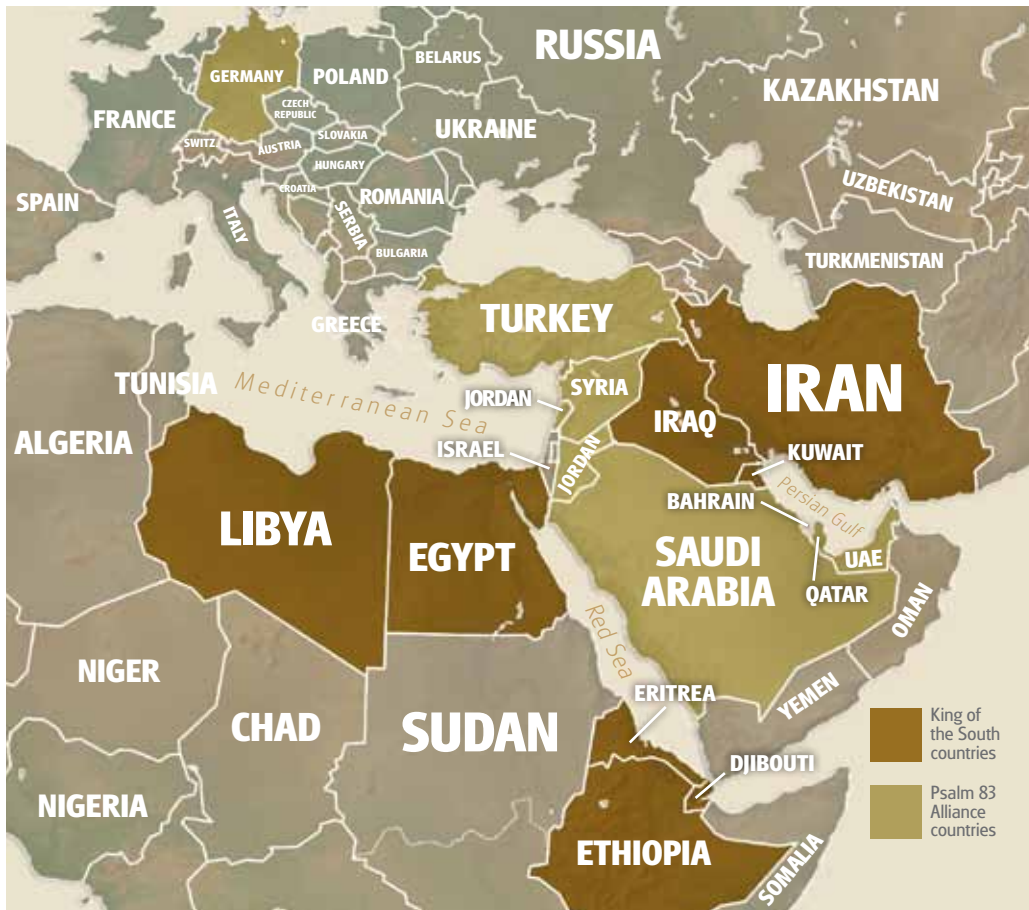 RUSSIA
BELARUS
GERMANY
POLAND
KAZAKHSTAN
CZECH
REPUBLIC
FRANCE
UKRAINE
SLOVAKIA
SWITZ.
AUSTRIA
HUNGARY
UZBEKISTAN
CROATIA
ROMANIA
SPAIN
ITALY
SERBIA
BULGARIA
TURKMENISTAN
GREECE
TURKEY
TUNISIA
Mediterranean Sea
SYRIA
IRAN
JORDAN
IRAQ
ALGERIA
ISRAEL
JORDAN
KUWAIT
Persian Gulf
BAHRAIN
LIBYA
EGYPT
SAUDI
ARABIA
UAE
QATAR
OMAN
Red Sea
NIGER
ERITREA
YEMEN
CHAD
SUDAN
King of
the South
countries
DJIBOUTI
NIGERIA
Psalm 83
Alliance
countries
ETHIOPIA
SOMALIA